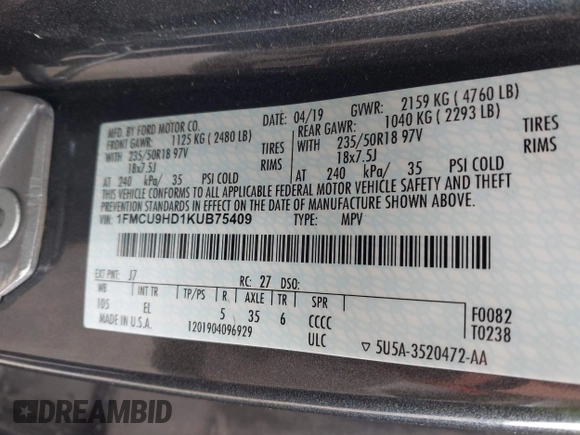 MFD. BY FORD MOTOR CO. 04/19 GVWR: 2159 KG ( 4760 LB)
FRONT GAWR: 1125 KG ( 2480 LB) REAR GAWR: 1040 KG ( 2293 LB)
WITH 235/50R18 97V TIRES WITH 235/50R18 97V TIRES
18x7.5J RIMS 18x7.5J RIMS
AT 240 kPa/ 35 PSI COLD AT 240 kPa/ 35 PSI COLD
THIS VEHICLE CONFORMS TO ALL APPLICABLE FEDERAL MOTOR VEHICLE SAFETY AND THEFT
PREVENTION STANDARDS IN EFFECT ON THE DATE OF MANUFACTURE SHOWN ABOVE.
VIN: 1FMCU9HD1KUB75409 TYPE: MPV
EXT PNT: J7 RC: 27 DSO:
WB INT TR TP/PS R AXLE TR SPR
105 EL 5 35 6 CCCC F0082
MADE IN U.S.A. 1201904096929 ULC T0238
▽ 5U5A-3520472-AA
DREAMBID